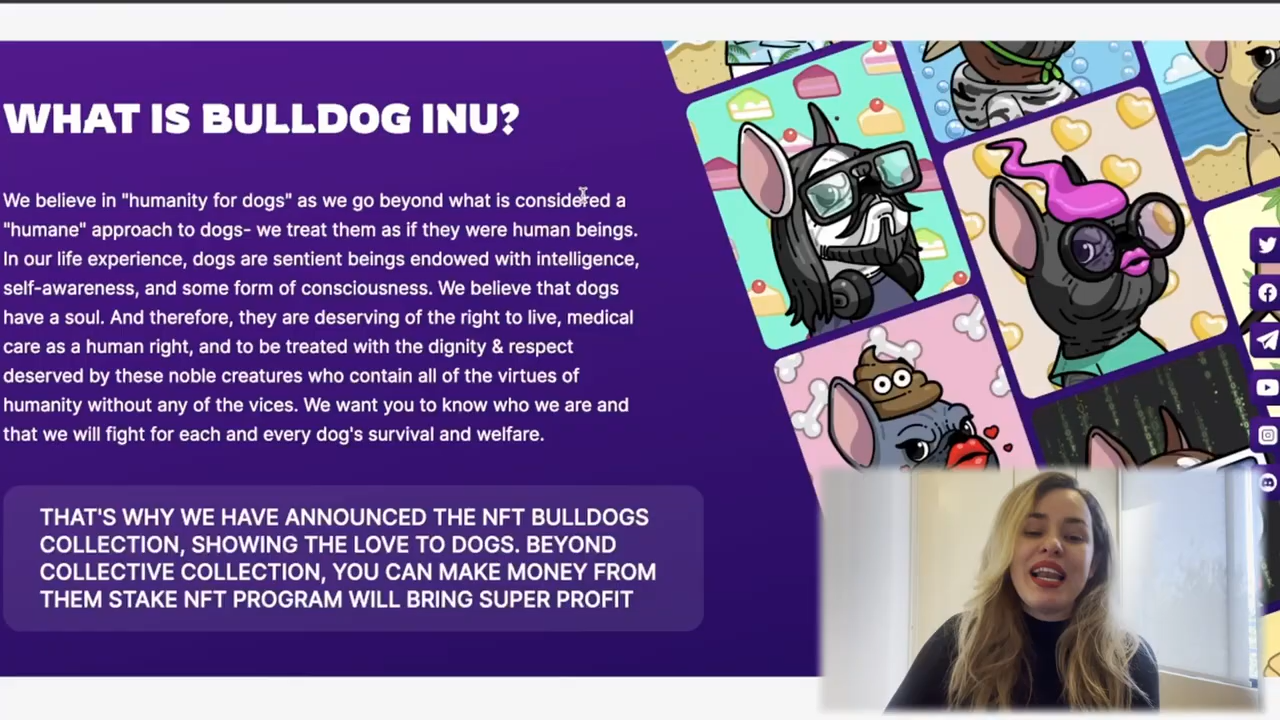 WHAT IS BULLDOG INU?
We believe in "humanity for dogs" as we go beyond what is considered a
"humane" approach to dogs- we treat them as if they were human beings.
In our life experience, dogs are sentient beings endowed with intelligence,
self-awareness, and some form of consciousness. We believe that dogs
have a soul. And therefore, they are deserving of the right to live, medical
care as a human right, and to be treated with the dignity & respect
deserved by these noble creatures who contain all of the virtues of
humanity without any of the vices. We want you to know who we are and
that we will fight for each and every dog's survival and welfare.
THAT'S WHY WE HAVE ANNOUNCED THE NFT BULLDOGS
COLLECTION, SHOWING THE LOVE TO DOGS. BEYOND
COLLECTIVE COLLECTION, YOU CAN MAKE MONEY FROM
THEM STAKE NFT PROGRAM WILL BRING SUPER PROFIT